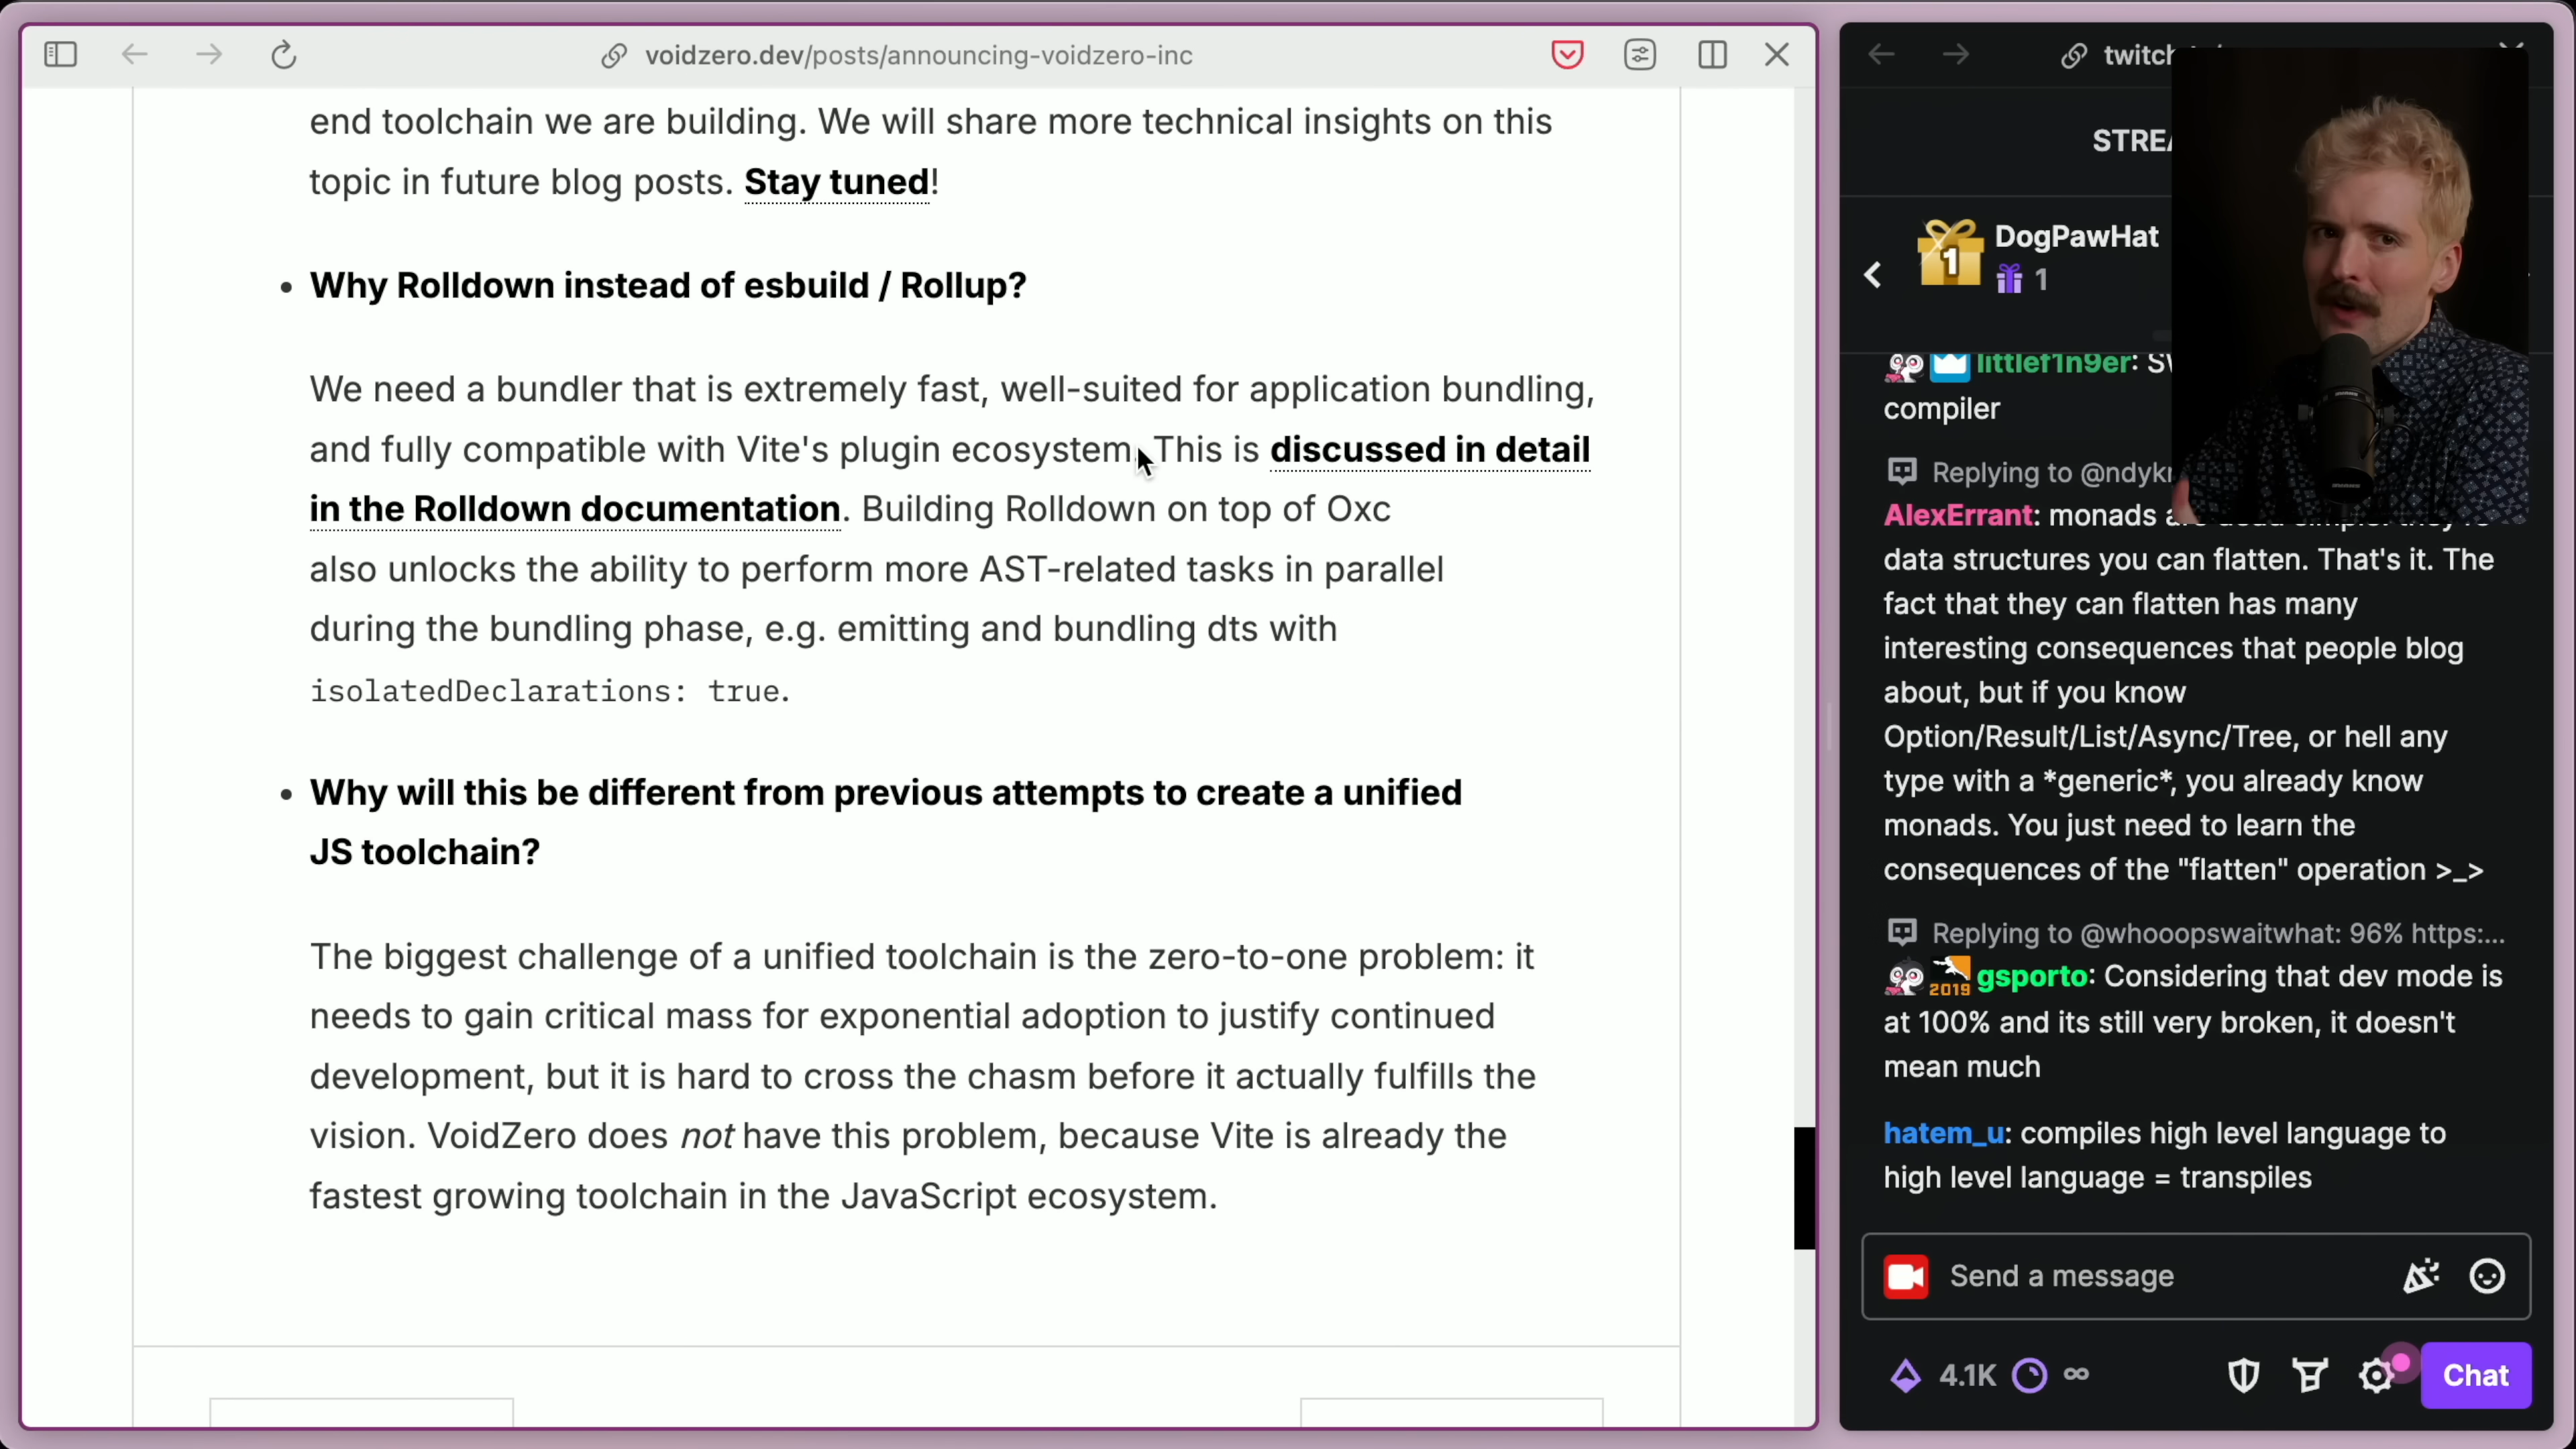 voidzero.dev/posts/announcing-voidzero-inc
end toolchain we are building. We will share more technical insights on this
topic in future blog posts. Stay tuned!
• Why Rolldown instead of esbuild / Rollup?
We need a bundler that is extremely fast, well-suited for application bundling,
and fully compatible with Vite's plugin ecosystem. This is discussed in detail
in the Rolldown documentation. Building Rolldown on top of Oxc
also unlocks the ability to perform more AST-related tasks in parallel
during the bundling phase, e.g. emitting and bundling dts with
isolatedDeclarations: true.
• Why will this be different from previous attempts to create a unified
JS toolchain?
The biggest challenge of a unified toolchain is the zero-to-one problem: it
needs to gain critical mass for exponential adoption to justify continued
development, but it is hard to cross the chasm before it actually fulfills the
vision. VoidZero does not have this problem, because Vite is already the
fastest growing toolchain in the JavaScript ecosystem.
twitch
STREA
1
DogPawHat
1
littlef1n9er:
compiler
Replying to
AlexErrant: monads
data structures you can flatten. That's it. The
fact that they can flatten has many
interesting consequences that people blog
about, but if you know
Option/Result/List/Async/Tree, or hell any
type with a *generic*, you already know
monads. You just need to learn the
consequences of the "flatten" operation >_>
Replying to @whooopswaitwhat: 96% https:...
2019 gsporto: Considering that dev mode is
at 100% and its still very broken, it doesn't
mean much
hatem_u: compiles high level language to
high level language = transpiles
Send a message
4.1K ∞
Chat